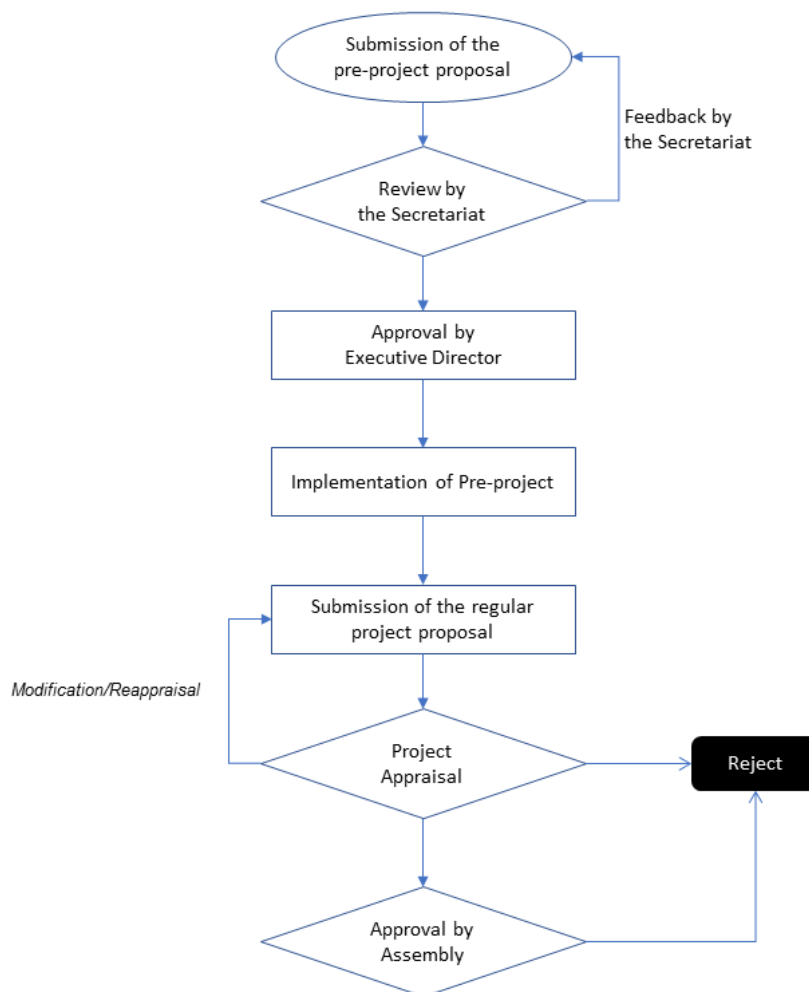 Submission of the
pre-project proposal
Feedback by
the Secretariat
Review by
the Secretariat
Approval by
Executive Director
Implementation of Pre-project
Submission of the regular
project proposal
Modification/Reappraisal
Project
Appraisal
Reject
Approval by
Assembly